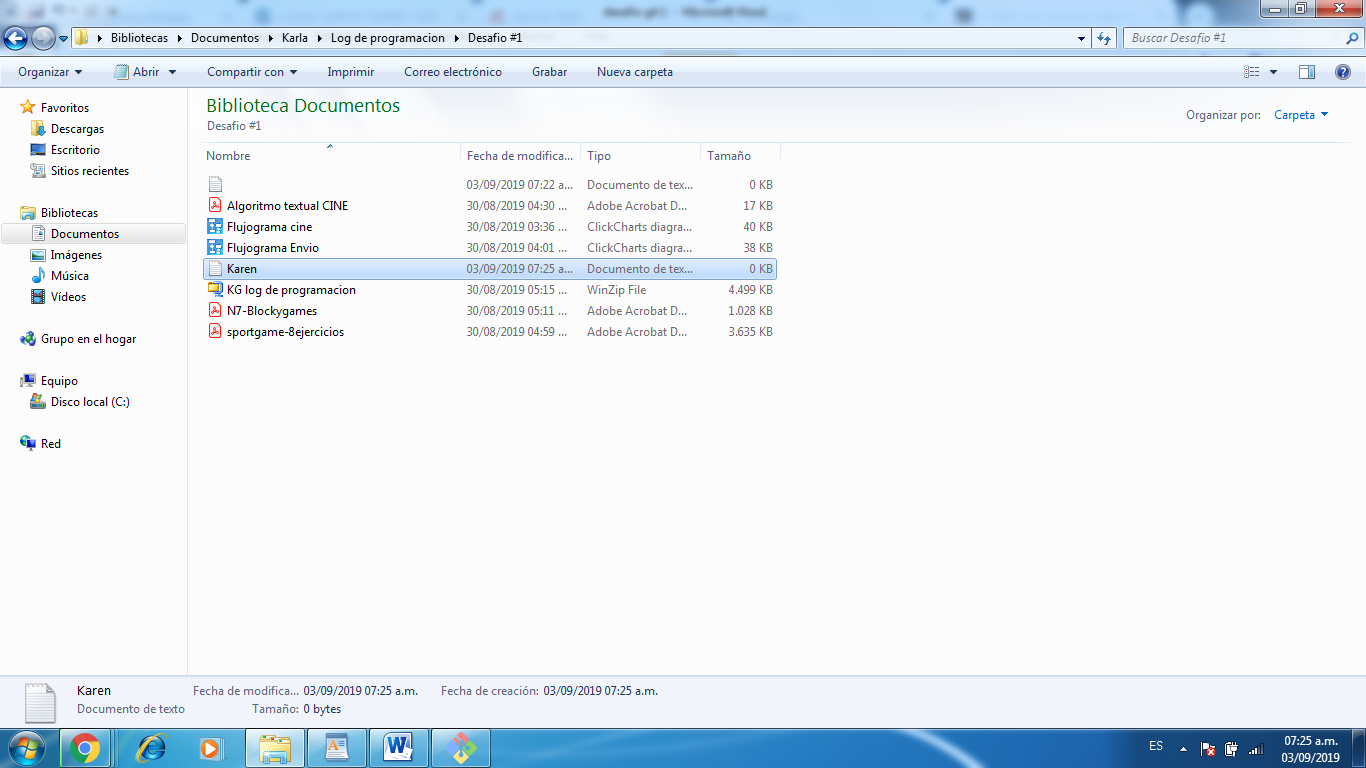 desafio git 1 - Microsoft Word
Bibliotecas Documentos Karla Log de programacion Desafio #1
Buscar Desafio #1
Organizar Abrir Compartir con Imprimir Correo electrónico Grabar Nueva carpeta
Favoritos
Descargas
Escritorio
Sitios recientes
Bibliotecas
Documentos
Imágenes
Música
Vídeos
Grupo en el hogar
Equipo
Disco local (C:)
Red
Biblioteca Documentos
Desafio #1
Organizar por: Carpeta
Nombre Fecha de modifica... Tipo Tamaño
03/09/2019 07:22 a... Documento de tex... 0 KB
Algoritmo textual CINE 30/08/2019 04:30 ... Adobe Acrobat D... 17 KB
Flujograma cine 30/08/2019 03:36 ... ClickCharts diagra... 40 KB
Flujograma Envio 30/08/2019 04:01 ... ClickCharts diagra... 38 KB
Karen 03/09/2019 07:25 a... Documento de tex... 0 KB
KG log de programacion 30/08/2019 05:15 ... WinZip File 4.499 KB
N7-Blockygames 30/08/2019 05:11 ... Adobe Acrobat D... 1.028 KB
sportgame-8ejercicios 30/08/2019 04:59 ... Adobe Acrobat D... 3.635 KB
Karen Fecha de modifica... 03/09/2019 07:25 a.m. Fecha de creación: 03/09/2019 07:25 a.m.
Documento de texto Tamaño: 0 bytes
ES 07:25 a.m.
03/09/2019